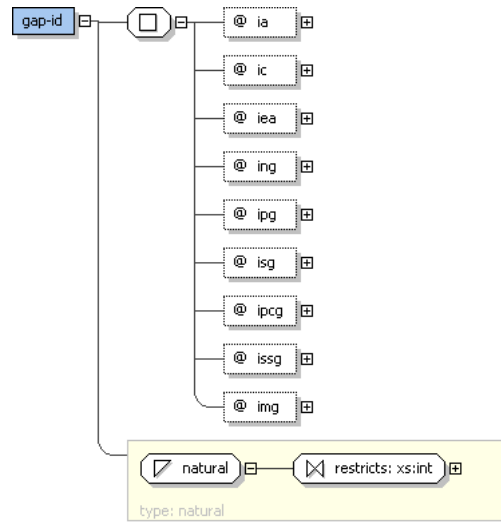 gap-id
@ ia
@ ic
@ iea
@ ing
@ ipg
@ isg
@ ipcg
@ issg
@ img
natural
restricts: xs:int
type: natural